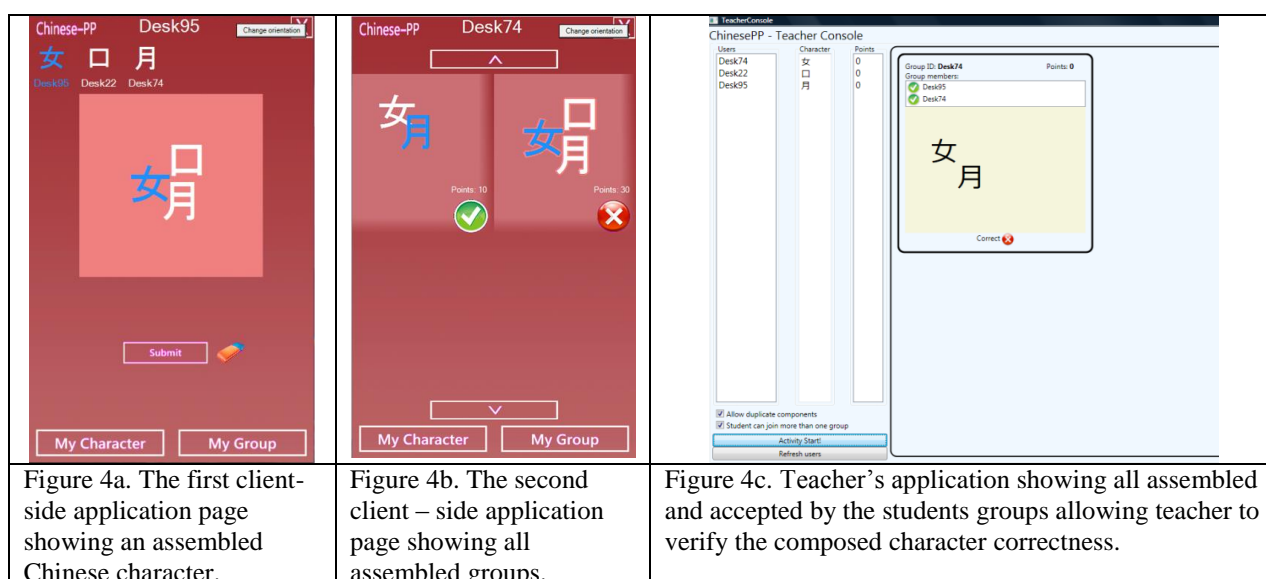 Chinese-PP
Desk95
Change orientation
女 口 月
Desk95 Desk22 Desk74
女
口
月
Submit
My Character
My Group
Chinese-PP
Desk74
Change orientation
女
月
Points: 10
口
女
月
Points: 30
My Character
My Group
TeacherConsole
ChinesePP - Teacher Console
Users Character Points
Desk74 女 0
Desk22 口 0
Desk95 月 0
Group ID: Desk74 Points: 0
Group members:
Desk95
Desk74
女
月
Correct
Allow duplicate components
Student can join more than one group
Activity Start!
Refresh users
Figure 4a. The first client-
side application page
showing an assembled
Chinese character.
Figure 4b. The second
client – side application
page showing all
assembled groups.
Figure 4c. Teacher’s application showing all assembled
and accepted by the students groups allowing teacher to
verify the composed character correctness.